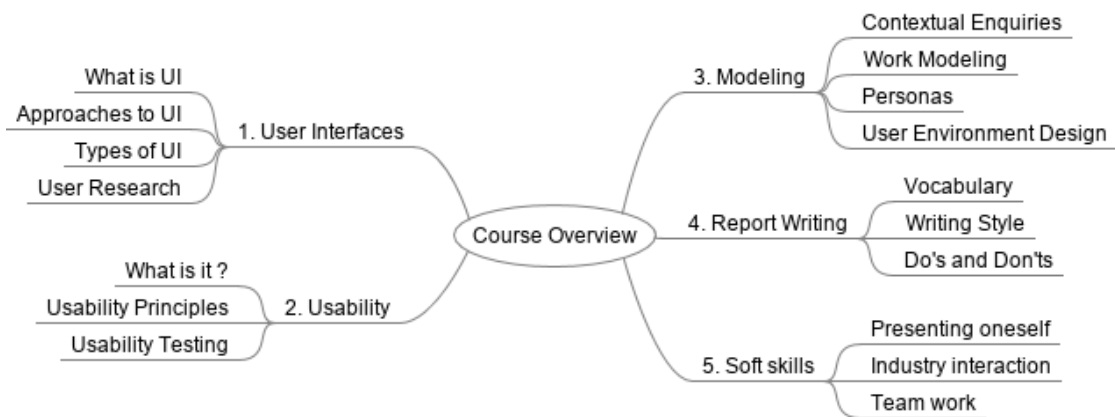 Course Overview
1. User Interfaces
What is UI
Approaches to UI
Types of UI
User Research
2. Usability
What is it ?
Usability Principles
Usability Testing
3. Modeling
Contextual Enquiries
Work Modeling
Personas
User Environment Design
4. Report Writing
Vocabulary
Writing Style
Do's and Don'ts
5. Soft skills
Presenting oneself
Industry interaction
Team work